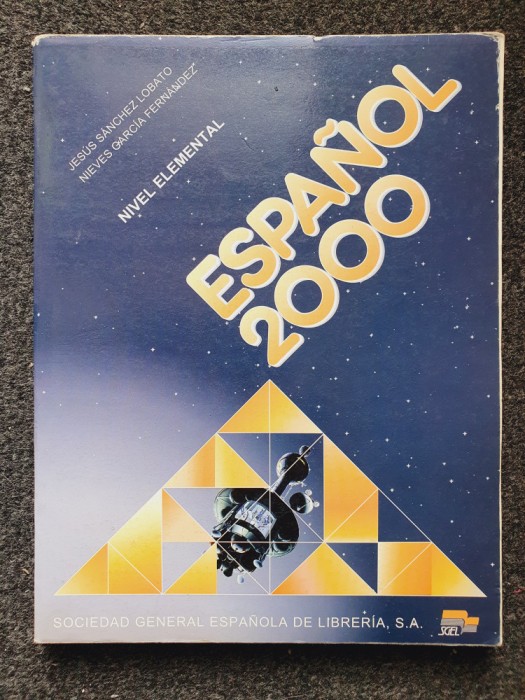 JESÚS SÁNCHEZ LOBATO
NIEVES GARCÍA FERNÁNDEZ
NIVEL ELEMENTAL
ESPAÑOL
2000
SOCIEDAD GENERAL ESPAÑOLA DE LIBRERÍA, S.A.
SGEL